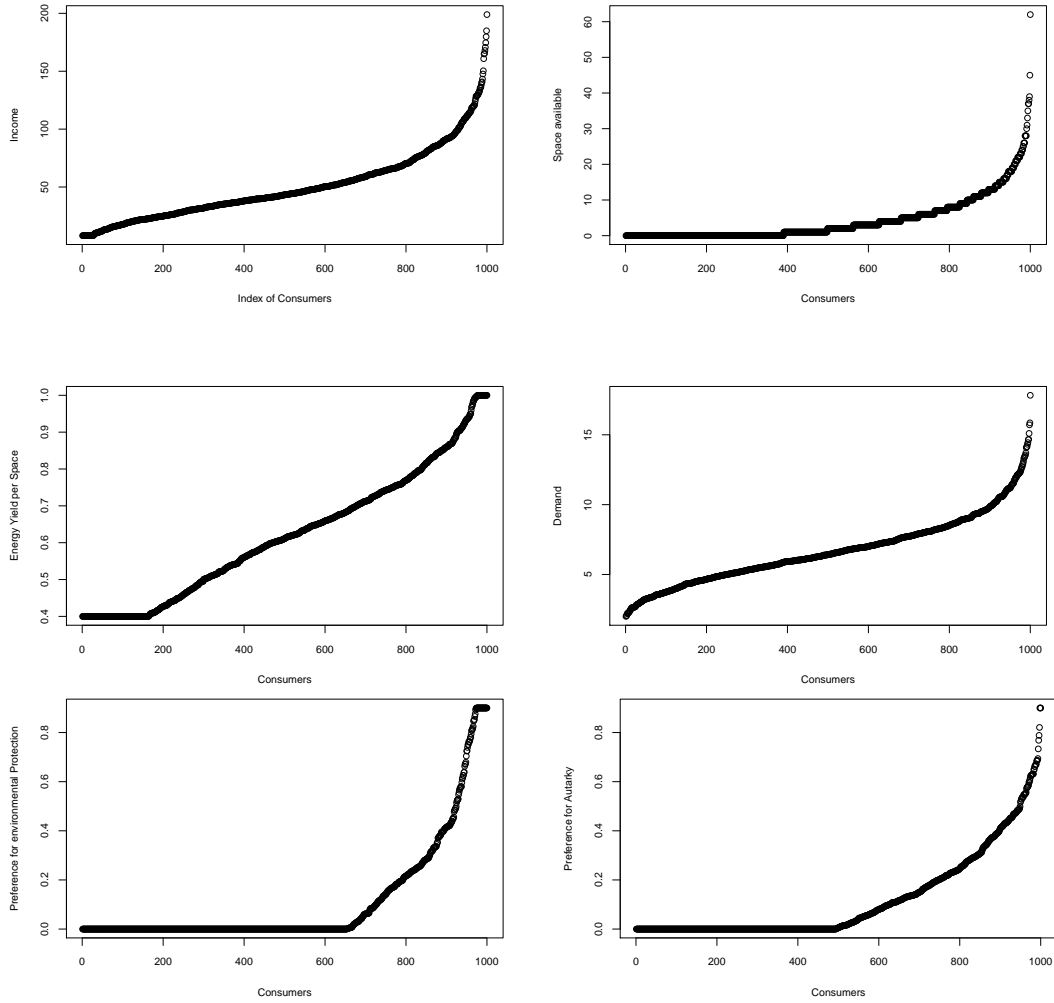 200
150
100
50
Income
0 200 400 600 800 1000
Index of Consumers
60
50
40
30
20
10
0
Space available
0 200 400 600 800 1000
Consumers
1.0
0.9
0.8
0.7
0.6
0.5
0.4
Energy Yield per Space
0 200 400 600 800 1000
Consumers
15
10
5
Demand
0 200 400 600 800 1000
Consumers
0.8
0.6
0.4
0.2
0.0
Preference for environmental Protection
0 200 400 600 800 1000
Consumers
0.8
0.6
0.4
0.2
0.0
Preference for Autarky
0 200 400 600 800 1000
Consumers